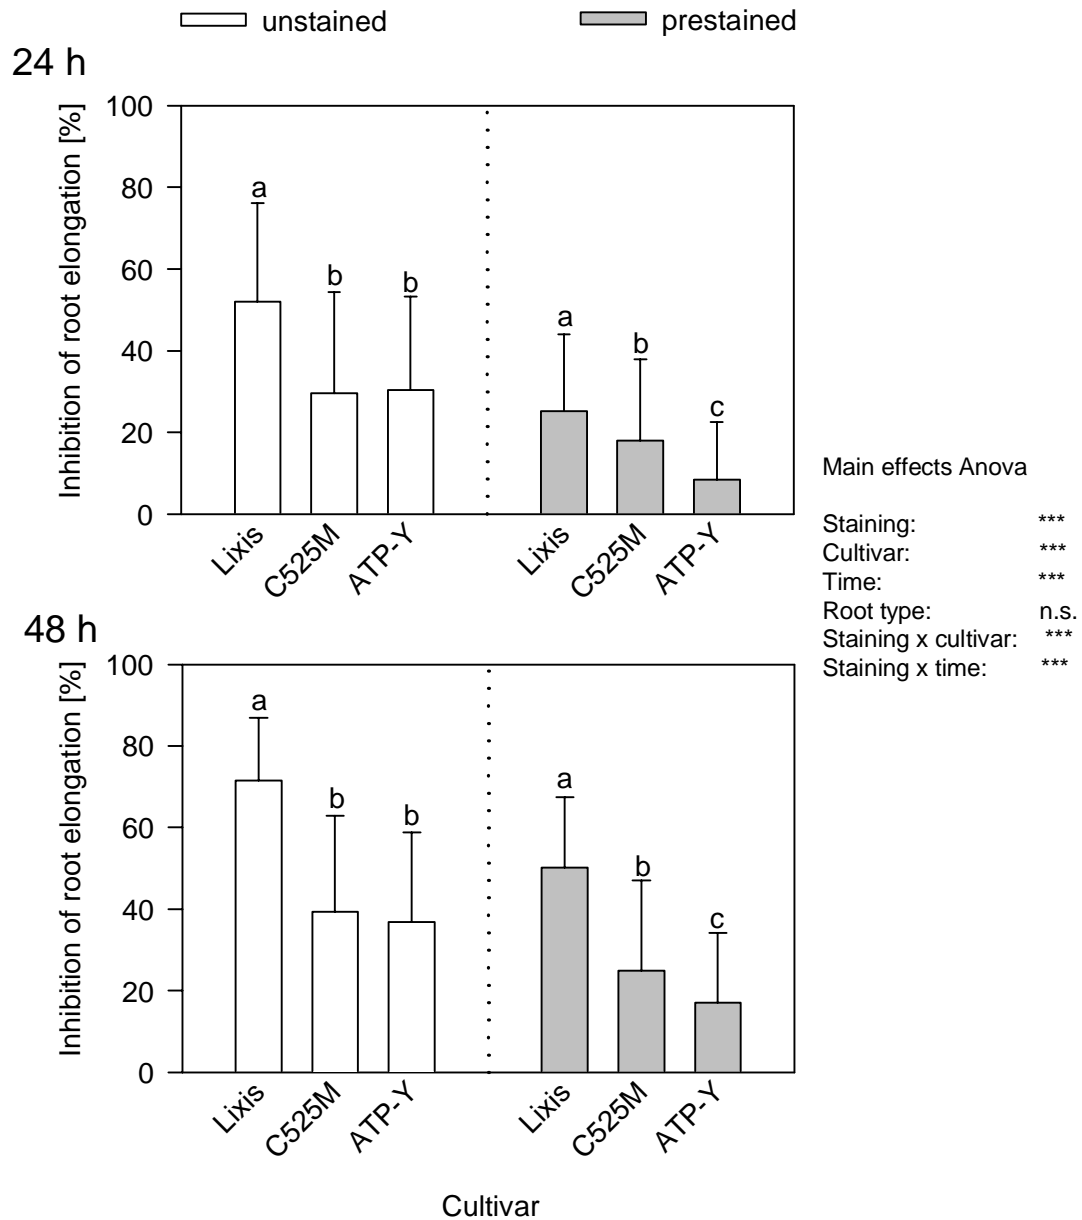 unstained prestained
24 h
Inhibition of root elongation [%]
100
80
60
40
20
0
a
b
b
a
b
c
Lixis C525M ATP-Y Lixis C525M ATP-Y
Main effects Anova
Staining: ***
Cultivar: ***
Time: ***
Root type: n.s.
Staining x cultivar: ***
Staining x time: ***
48 h
Inhibition of root elongation [%]
100
80
60
40
20
0
a
b
b
a
b
c
Lixis C525M ATP-Y Lixis C525M ATP-Y
Cultivar